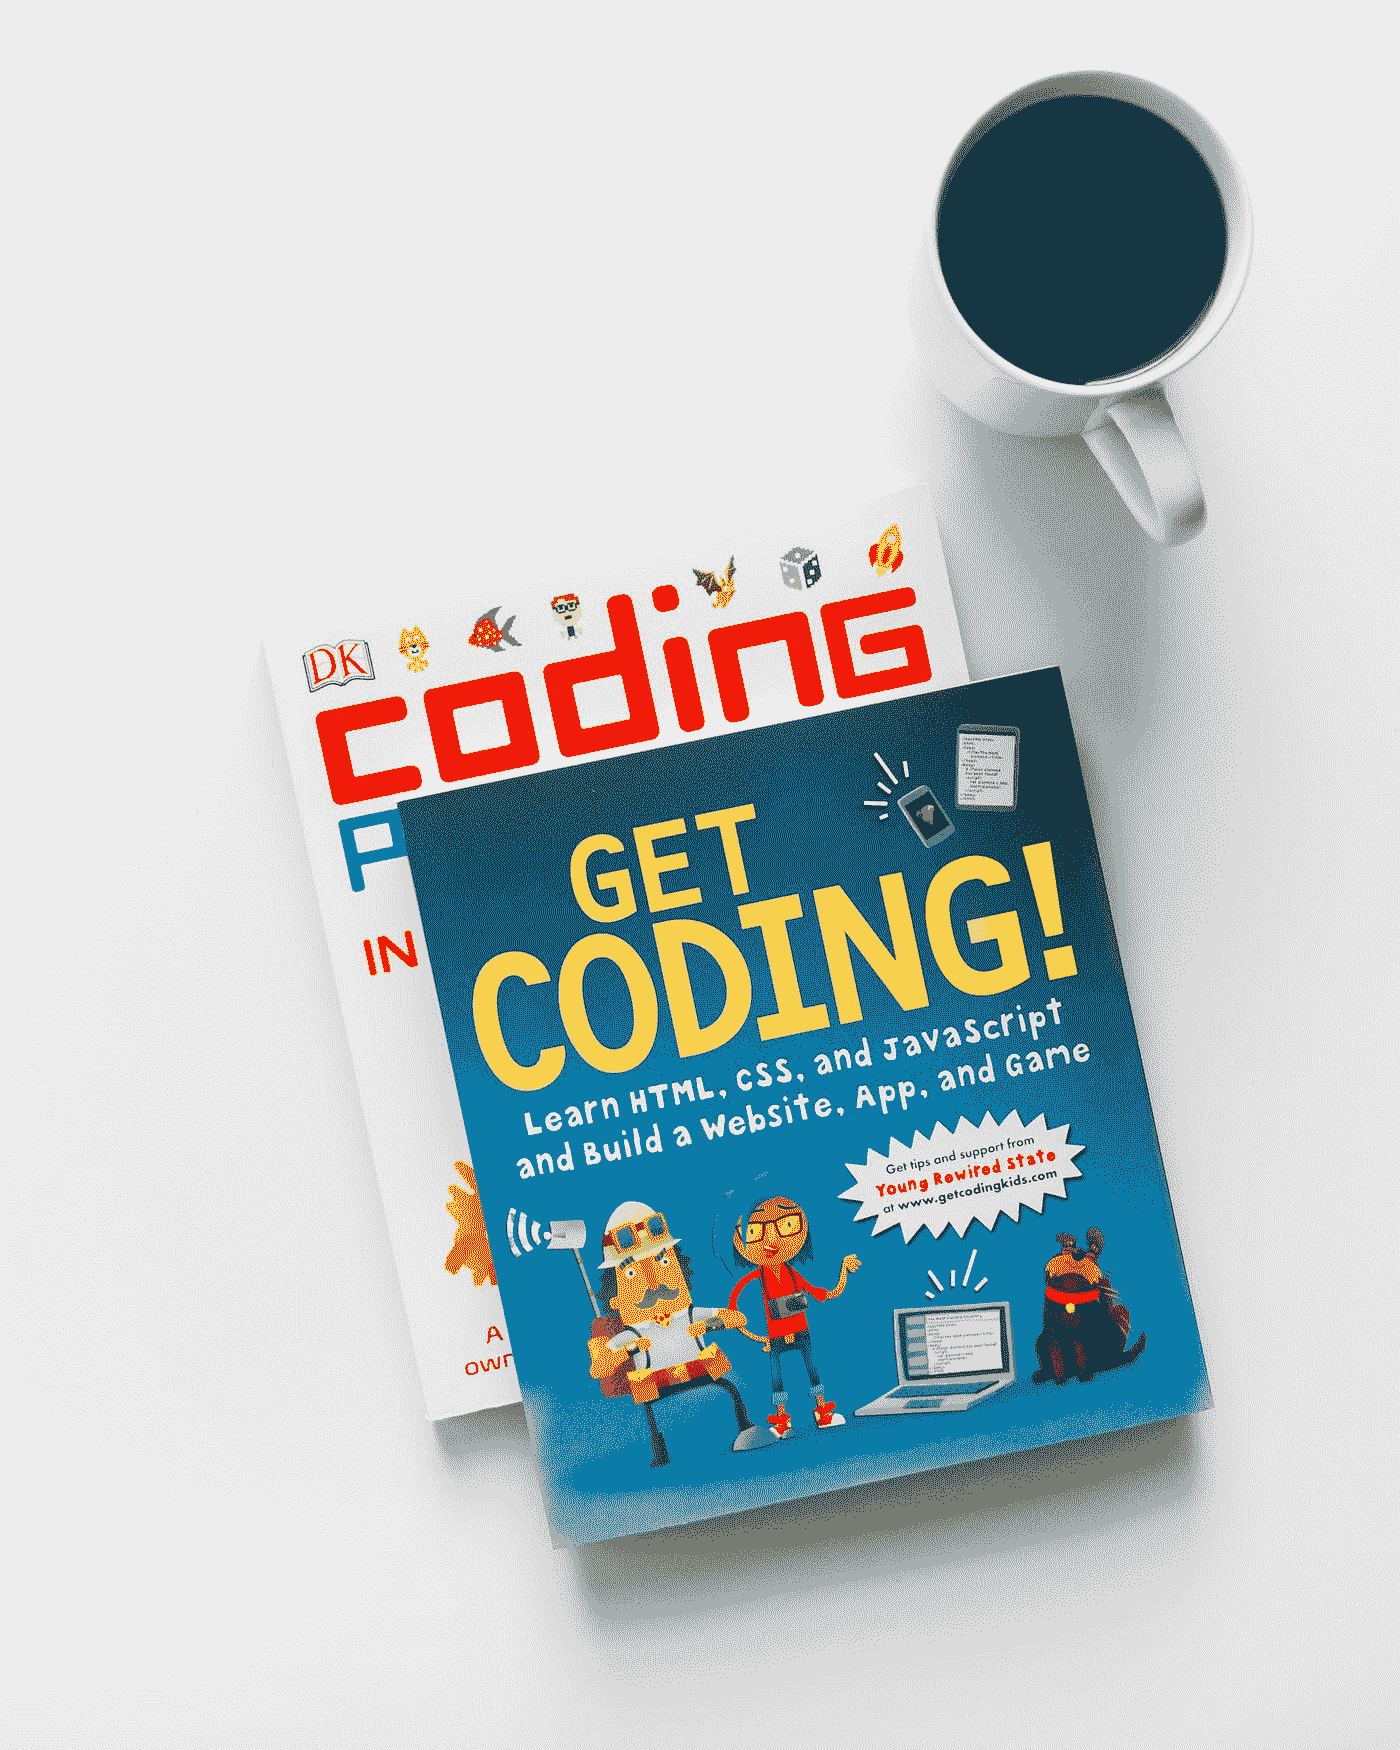 DK
coding
P
IN
A
own
GET
CODING!
Learn HTML, CSS, and JavaScript
and Build a Website, App, and Game
Get tips and support from
Young Rewired State
at www.getcodingkids.com